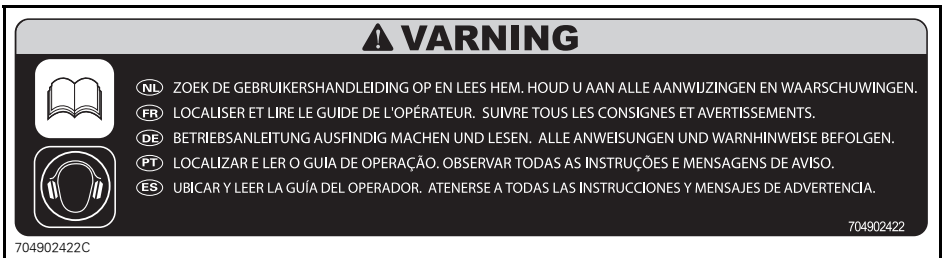 VARNING
NL ZOEK DE GEBRUIKERSHANDLEIDING OP EN LEES HEM. HOUD U AAN ALLE AANWIJZINGEN EN WAARSCHUWINGEN.
FR LOCALISER ET LIRE LE GUIDE DE L'OPÉRATEUR. SUIVRE TOUS LES CONSIGNES ET AVERTISSEMENTS.
DE BETRIEBSANLEITUNG AUSFINDIG MACHEN UND LESEN. ALLE ANWEISUNGEN UND WARNHINWEISE BEFOLGEN.
PT LOCALIZAR E LER O GUIA DE OPERAÇÃO. OBSERVAR TODAS AS INSTRUÇÕES E MENSAGENS DE AVISO.
ES UBICAR Y LEER LA GUÍA DEL OPERADOR. ATENERSE A TODAS LAS INSTRUCCIONES Y MENSAJES DE ADVERTENCIA.
704902422
704902422C